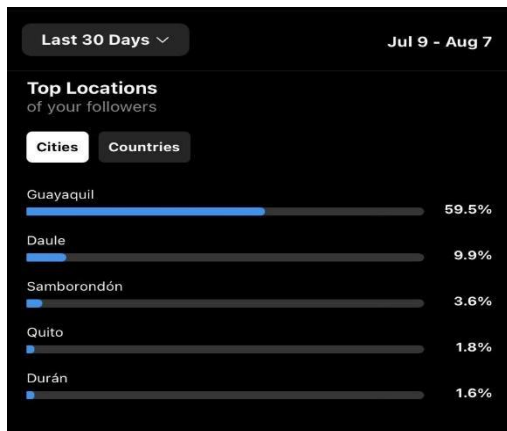 Last 30 Days
Jul 9 - Aug 7
Top Locations
of your followers
Cities
Countries
Guayaquil
59.5%
Daule
9.9%
Samborondón
3.6%
Quito
1.8%
Durán
1.6%